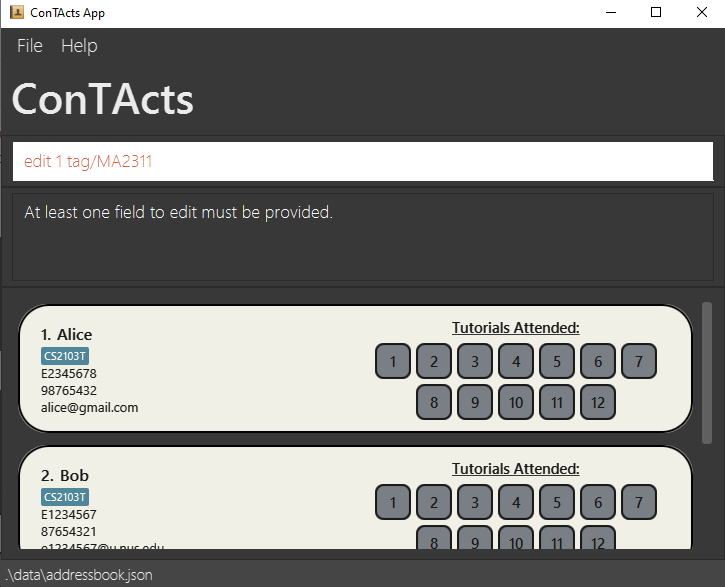 ConTActs App
File Help
ConTActs
edit 1 tag/MA2311
At least one field to edit must be provided.
1. Alice
CS2103T
E2345678
98765432
alice@gmail.com
Tutorials Attended:
1 2 3 4 5 6 7
8 9 10 11 12
2. Bob
CS2103T
E1234567
87654321
e1234567@u.nus.edu
Tutorials Attended:
1 2 3 4 5 6 7
8 9 10 11 12
.\data\addressbook.json